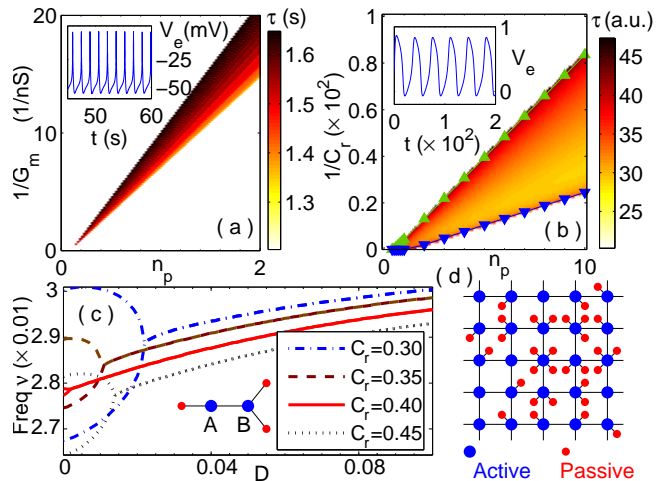 20
10
0
1/G_m (1/nS)
V_e(mV)
−25
−50
50
60
t (s)
( a )
0
n_p
2
τ (s)
1.6
1.5
1.4
1.3
1.2
1
0.8
0.6
0.4
0.2
0
1/C_r (× 10²)
1
V_e
0
0
1
2
t (× 10²)
( b )
0
n_p
10
τ (a.u.)
45
40
35
30
25
3
2.9
2.8
2.7
Freq ν (× 0.01)
( c )
C_r=0.30
C_r=0.35
C_r=0.40
C_r=0.45
A
B
0
0.04
D
0.08
( d )
Active
Passive